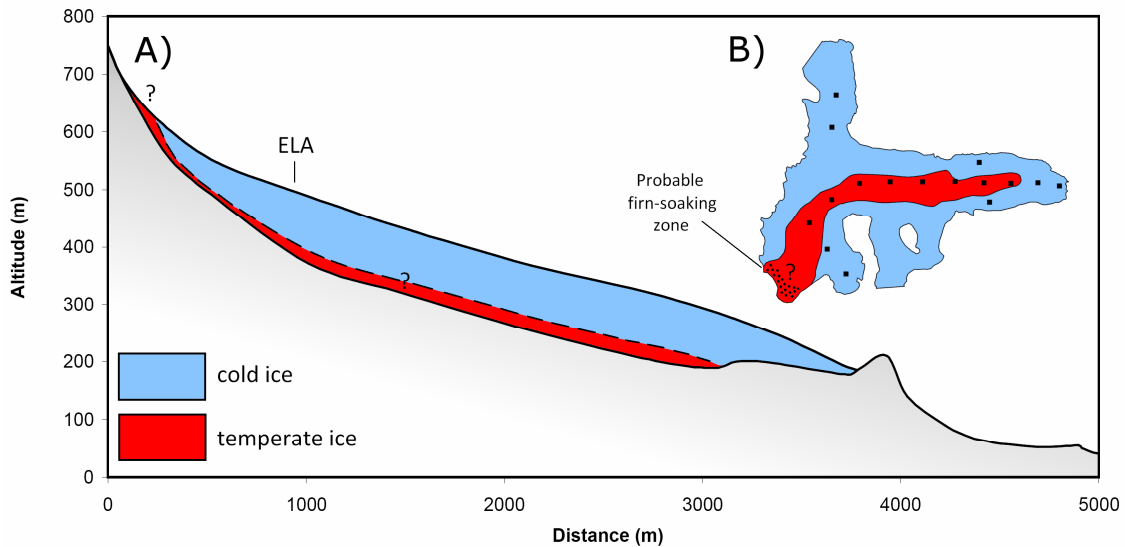 A)
B)
?
ELA
Probable
firn-soaking
zone
?
?
cold ice
temperate ice
Altitude (m)
800
700
600
500
400
300
200
100
0
0
1000
2000
3000
4000
5000
Distance (m)